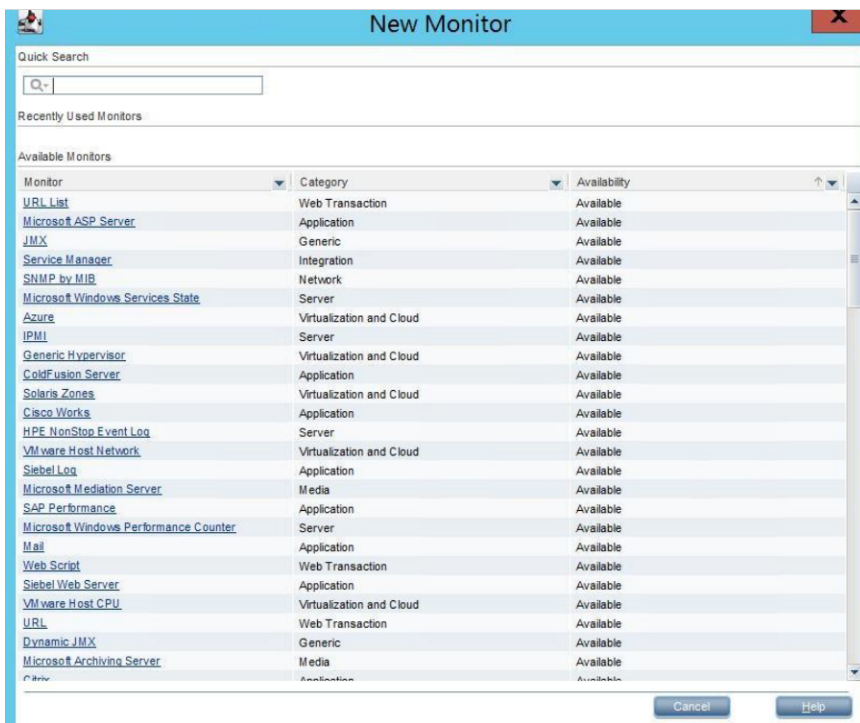 New Monitor
X
Quick Search
Recently Used Monitors
Available Monitors
Monitor Category Availability
URL List Web Transaction Available
Microsoft ASP Server Application Available
JMX Generic Available
Service Manager Integration Available
SNMP by MIB Network Available
Microsoft Windows Services State Server Available
Azure Virtualization and Cloud Available
IPMI Server Available
Generic Hypervisor Virtualization and Cloud Available
ColdFusion Server Application Available
Solaris Zones Virtualization and Cloud Available
Cisco Works Application Available
HPE NonStop Event Log Server Available
VMware Host Network Virtualization and Cloud Available
Siebel Log Application Available
Microsoft Mediation Server Media Available
SAP Performance Application Available
Microsoft Windows Performance Counter Server Available
Mail Application Available
Web Script Web Transaction Available
Siebel Web Server Application Available
VMware Host CPU Virtualization and Cloud Available
URL Web Transaction Available
Dynamic JMX Generic Available
Microsoft Archiving Server Media Available
Citrix Application Available
Cancel Help